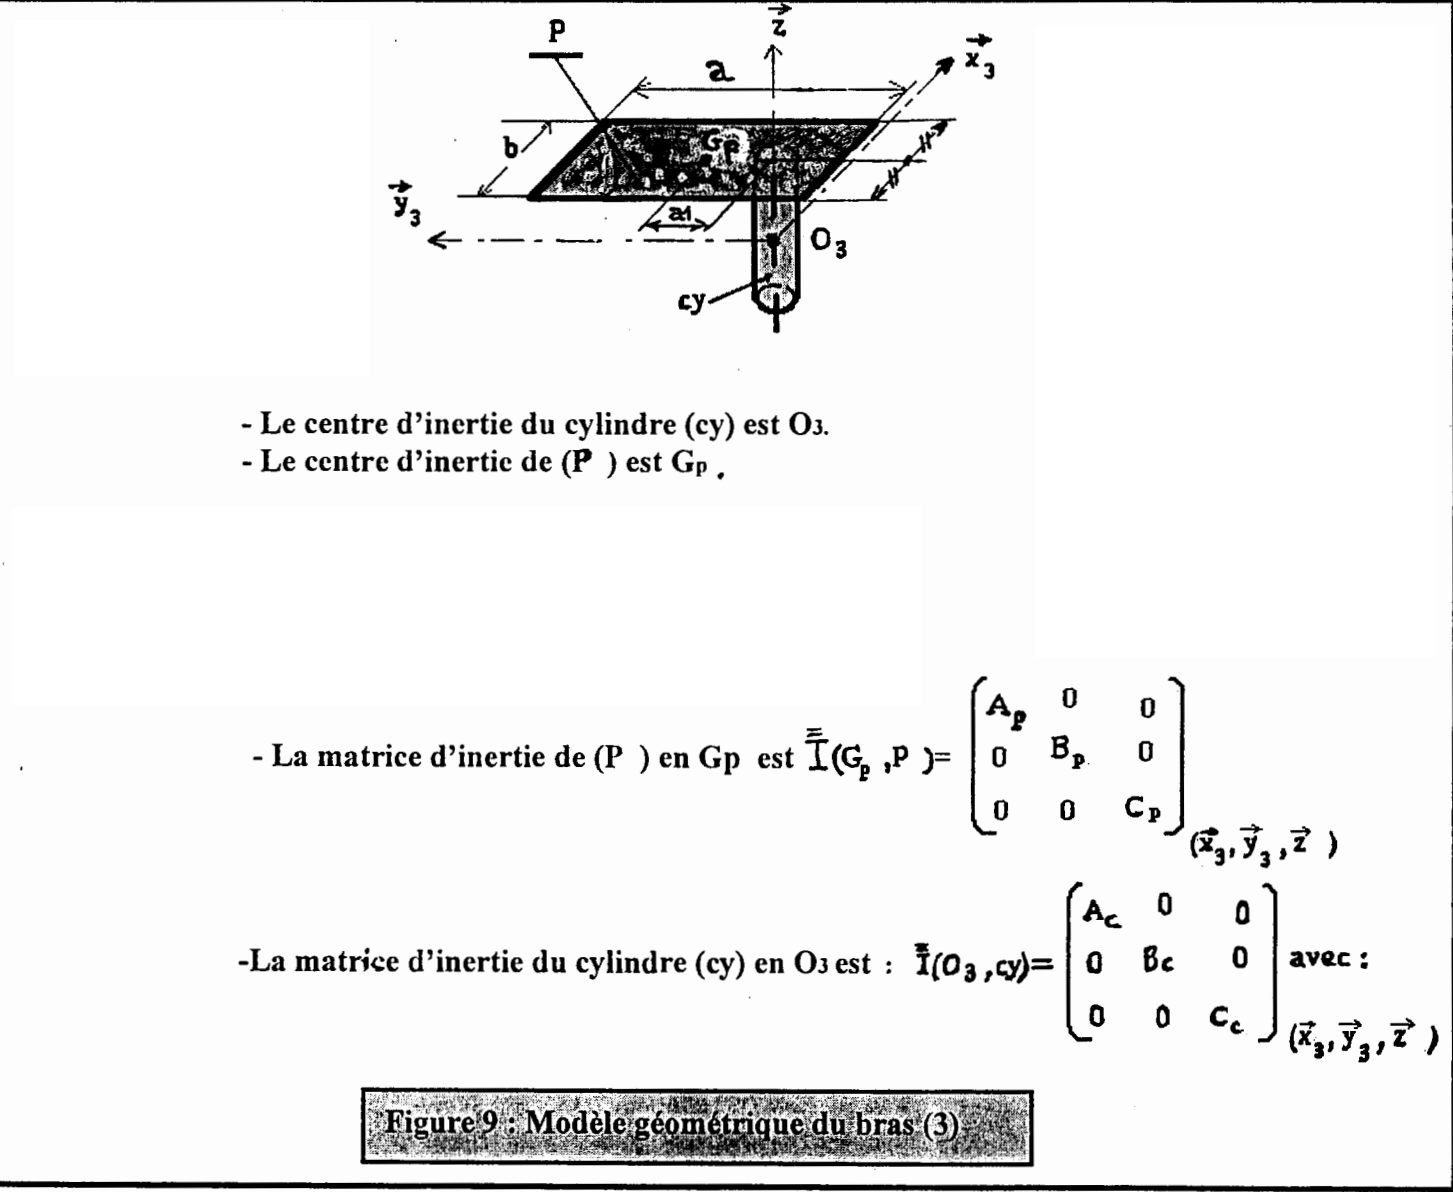 P
z
x3
a
b
Gp
y3
a1
O3
cy
- Le centre d'inertie du cylindre (cy) est O3.
- Le centre d'inertie de (P ) est Gp .
- La matrice d'inertie de (P ) en Gp est I(Gp ,P )=
Ap 0 0
0 Bp 0
0 0 Cp
(x3, y3, z )
-La matrice d'inertie du cylindre (cy) en O3 est : I(O3,cy)=
Ac 0 0
0 Bc 0
0 0 Cc
avec :
(x3, y3, z )
Figure 9 : Modèle géométrique du bras (3)